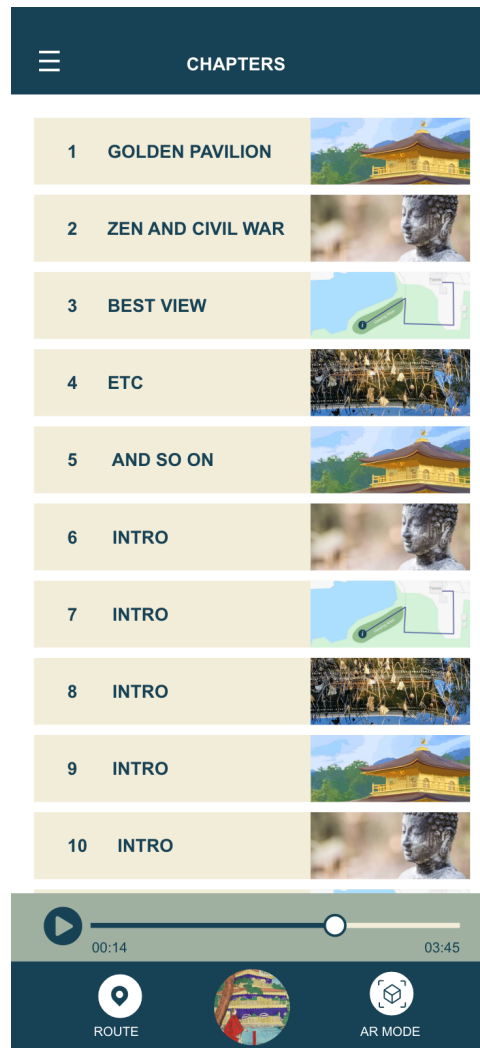 CHAPTERS
1 GOLDEN PAVILION
2 ZEN AND CIVIL WAR
3 BEST VIEW
4 ETC
5 AND SO ON
6 INTRO
7 INTRO
8 INTRO
9 INTRO
10 INTRO
00:14 03:45
ROUTE AR MODE